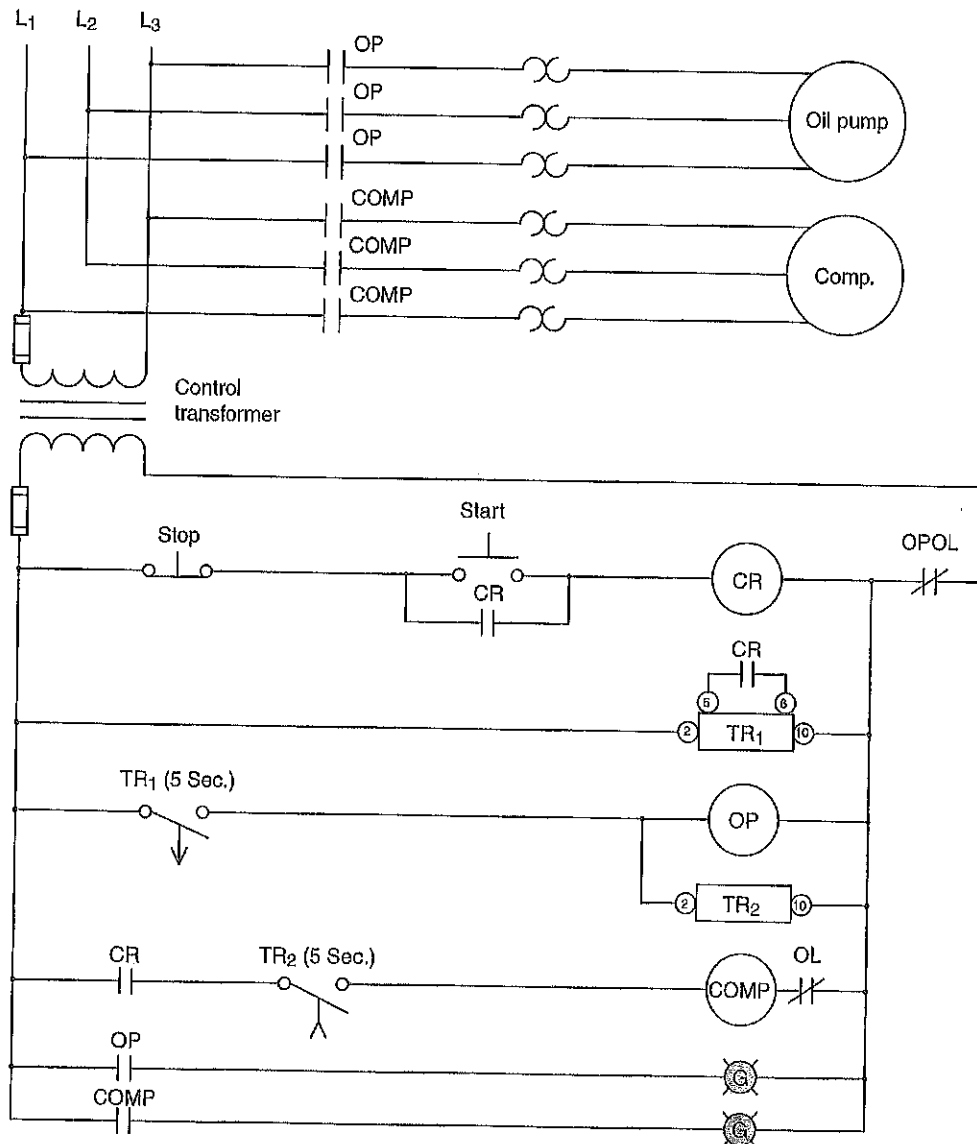 L1 L2 L3
OP
OP
OP
COMP
COMP
COMP
Oil pump
Comp.
Control
transformer
Stop
Start
OPOL
CR
CR
CR
5 6
2 TR1 10
TR1 (5 Sec.)
OP
2 TR2 10
CR
TR2 (5 Sec.)
COMP
OL
OP
G
COMP
G